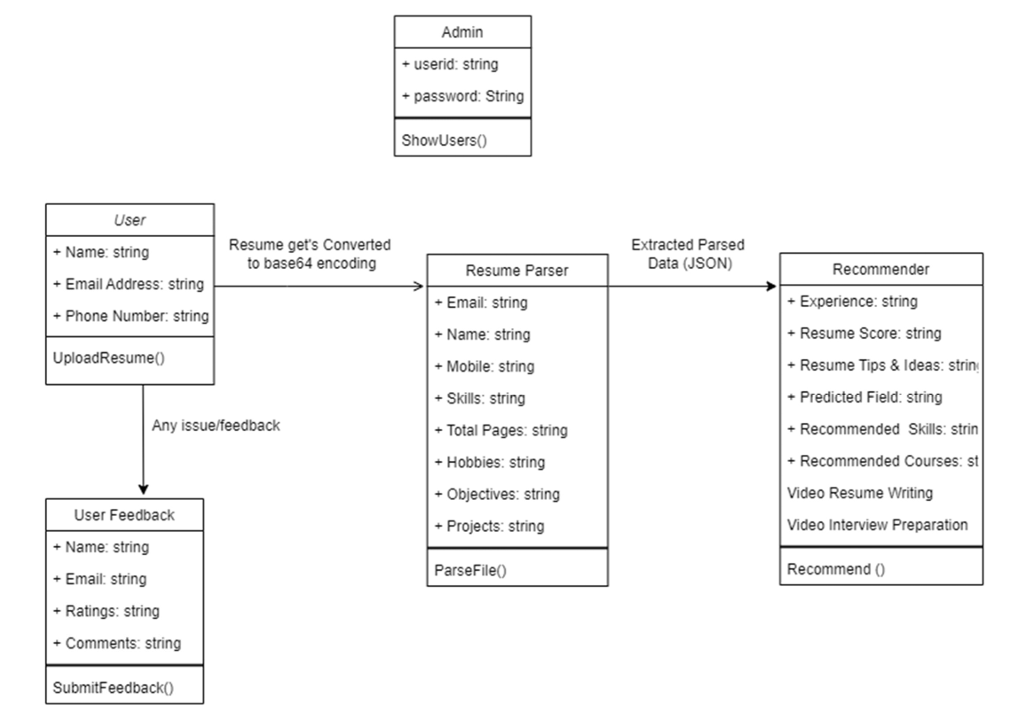 Admin
+ userid: string
+ password: String
ShowUsers()
User
+ Name: string
+ Email Address: string
+ Phone Number: string
UploadResume()
Resume get's Converted
to base64 encoding
Resume Parser
+ Email: string
+ Name: string
+ Mobile: string
+ Skills: string
+ Total Pages: string
+ Hobbies: string
+ Objectives: string
+ Projects: string
ParseFile()
Extracted Parsed
Data (JSON)
Recommender
+ Experience: string
+ Resume Score: string
+ Resume Tips & Ideas: strin
+ Predicted Field: string
+ Recommended  Skills: strin
+ Recommended Courses: st
Video Resume Writing
Video Interview Preparation
Recommend ()
Any issue/feedback
User Feedback
+ Name: string
+ Email: string
+ Ratings: string
+ Comments: string
SubmitFeedback()